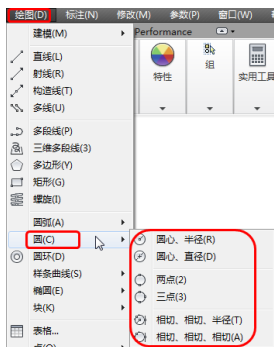 绘图(D) 标注(N) 修改(M) 参数(P) 窗口(W)
Performance
建模(M)
直线(L)
射线(R)
构造线(T)
多线(U)
特性
组
实用工具
多段线(P)
三维多段线(3)
多边形(Y)
矩形(G)
螺旋(I)
圆弧(A)
圆(C)
圆环(D)
样条曲线(S)
椭圆(E)
块(K)
表格...
圆心、半径(R)
圆心、直径(D)
两点(2)
三点(3)
相切、相切、半径(T)
相切、相切、相切(A)